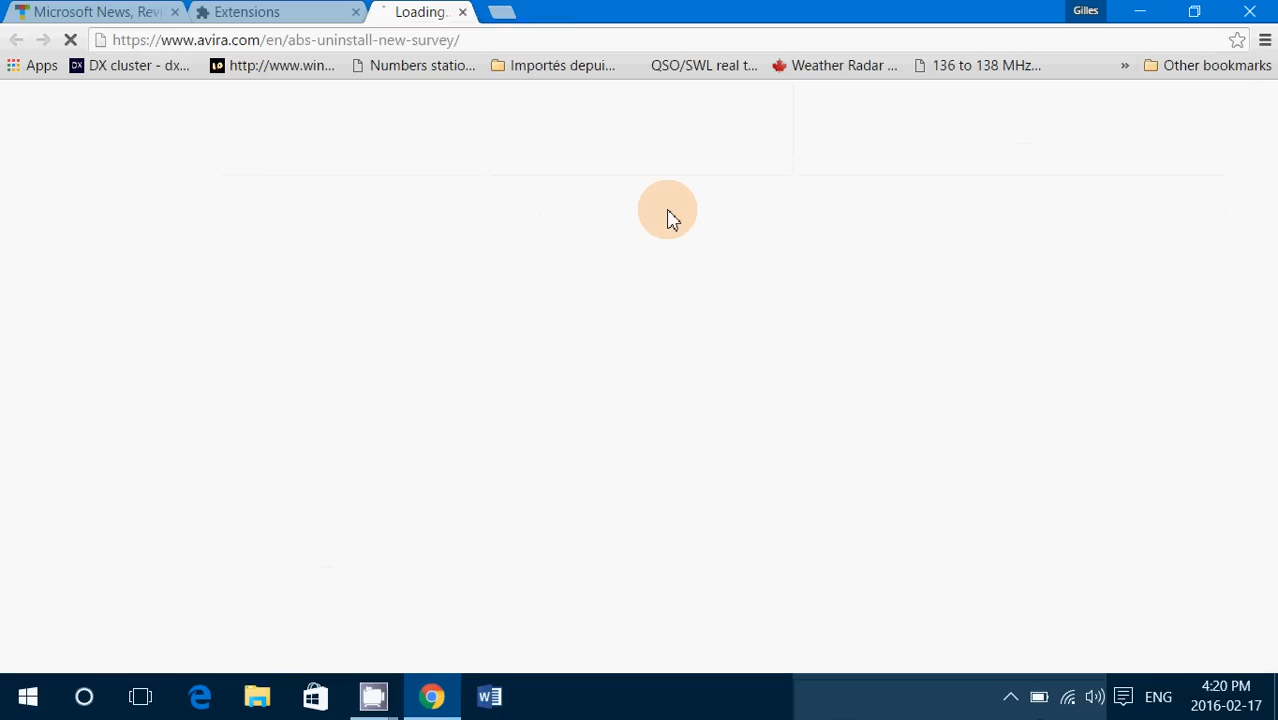 Microsoft News, Rev
Extensions
Loading.
Gilles
https://www.avira.com/en/abs-uninstall-new-survey/
Apps
DX cluster - dx...
http://www.win...
Numbers statio...
Importés depui...
QSO/SWL real t...
Weather Radar ...
136 to 138 MHz...
»
Other bookmarks
ENG
4:20 PM
2016-02-17